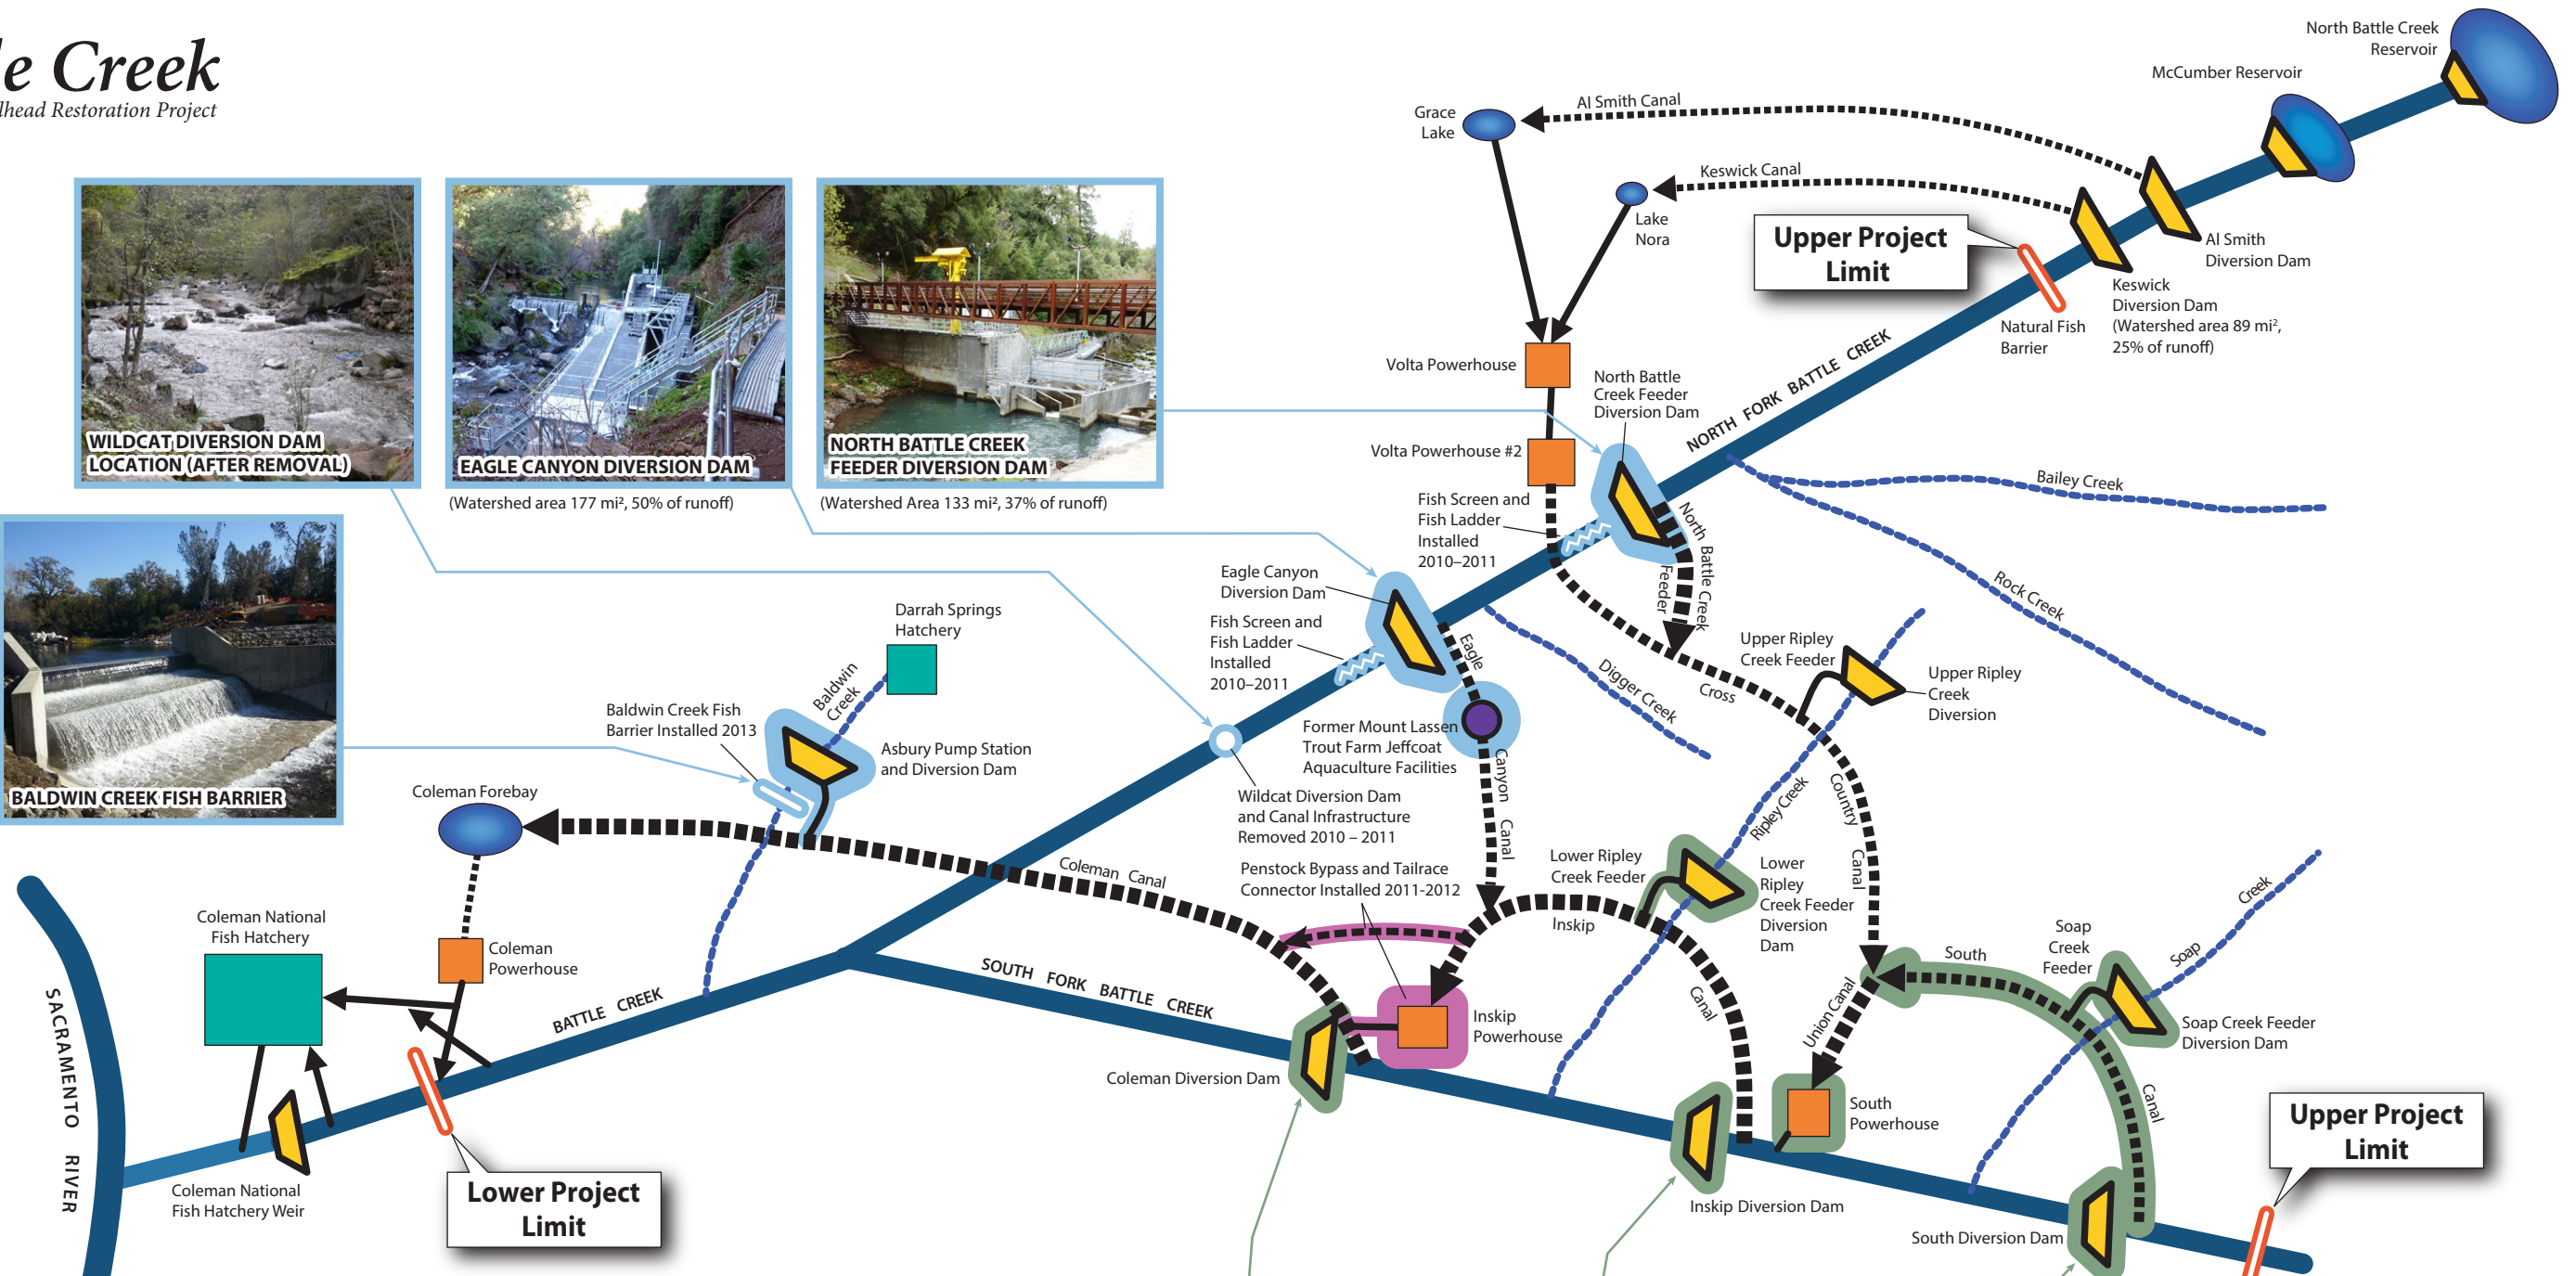 le Creek
lhead Restoration Project
North Battle Creek
Reservoir
McCumber Reservoir
Grace
Lake
Al Smith Canal
Keswick Canal
Lake
Nora
Upper Project
Limit
Al Smith
Diversion Dam
Keswick
Diversion Dam
(Watershed area 89 mi², 
25% of runoff)
Natural Fish
Barrier
WILDCAT DIVERSION DAM
LOCATION (AFTER REMOVAL)
EAGLE CANYON DIVERSION DAM
(Watershed area 177 mi², 50% of runoff)
NORTH BATTLE CREEK
FEEDER DIVERSION DAM
(Watershed Area 133 mi², 37% of runoff)
Volta Powerhouse
North Battle
Creek Feeder
Diversion Dam
NORTH FORK BATTLE CREEK
Volta Powerhouse #2
Bailey Creek
Fish Screen and
Fish Ladder
Installed
2010–2011
North Battle Creek
Feeder
Rock Creek
Eagle Canyon
Diversion Dam
Fish Screen and
Fish Ladder
Installed
2010–2011
Eagle
Canyon
Canal
Digger Creek
Cross
Country
Canal
Upper Ripley
Creek Feeder
Upper Ripley
Creek
Diversion
Darrah Springs
Hatchery
Baldwin
Creek
Baldwin Creek Fish
Barrier Installed 2013
Asbury Pump Station
and Diversion Dam
Former Mount Lassen
Trout Farm Jeffcoat
Aquaculture Facilities
BALDWIN CREEK FISH BARRIER
Coleman Forebay
Wildcat Diversion Dam
and Canal Infrastructure
Removed 2010 – 2011
Ripley Creek
Coleman Canal
Penstock Bypass and Tailrace
Connector Installed 2011-2012
Lower Ripley
Creek Feeder
Lower
Ripley
Creek Feeder
Diversion
Dam
Inskip
Canal
Coleman National
Fish Hatchery
Coleman
Powerhouse
SOUTH FORK BATTLE CREEK
BATTLE CREEK
SACRAMENTO RIVER
Inskip
Powerhouse
Union Canal
South
Canal
Soap
Creek
Feeder
Soap
Creek
Soap Creek Feeder
Diversion Dam
Coleman Diversion Dam
South
Powerhouse
Upper Project
Limit
Coleman National
Fish Hatchery Weir
Lower Project
Limit
Inskip Diversion Dam
South Diversion Dam